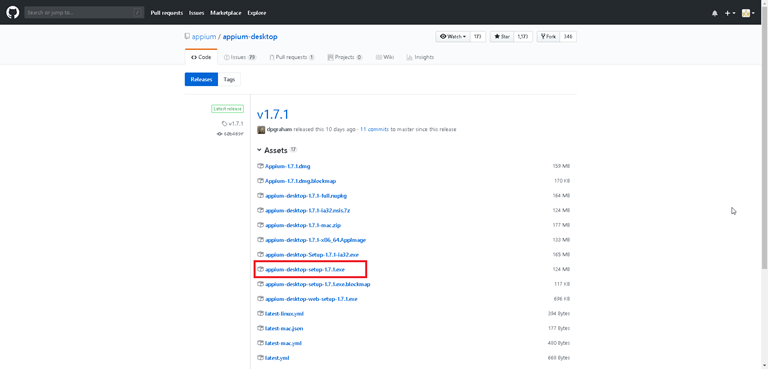 Search or jump to...
/
Pull requests Issues Marketplace Explore
appium / appium-desktop
Watch 173 Star 1,173 Fork 346
Code Issues 79 Pull requests 1 Projects 0 Wiki Insights
Releases Tags
Latest release
v1.7.1
v1.7.1
dpgraham released this 10 days ago · 11 commits to master since this release
Assets 17
Appium-1.7.1.dmg 159 MB
Appium-1.7.1.dmg.blockmap 170 KB
appium-desktop-1.7.1-full.nupkg 164 MB
appium-desktop-1.7.1-ia32.nsis.7z 124 MB
appium-desktop-1.7.1-mac.zip 177 MB
appium-desktop-1.7.1-x86_64.AppImage 133 MB
appium-desktop-Setup-1.7.1-ia32.exe 165 MB
appium-desktop-setup-1.7.1.exe 124 MB
appium-desktop-setup-1.7.1.exe.blockmap 117 KB
appium-desktop-web-setup-1.7.1.exe 696 KB
latest-linux.yml 394 Bytes
latest-mac.json 177 Bytes
latest-mac.yml 490 Bytes
latest.yml 669 Bytes